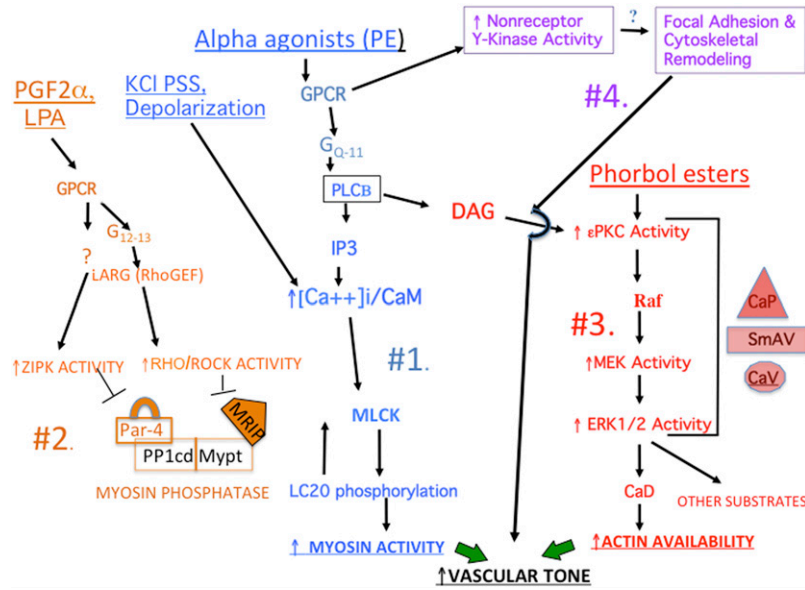 Alpha agonists (PE)
↑ Nonreceptor
Y-Kinase Activity
?
Focal Adhesion &
Cytoskeletal
Remodeling
#4.
PGF2α,
LPA
KCl PSS,
Depolarization
GPCR
GQ-11
PLCB
IP3
↑[Ca++]i/CaM
#1.
MLCK
LC20 phosphorylation
↑ MYOSIN ACTIVITY
GPCR
G12-13
?
LARG (RhoGEF)
↑ZIPK ACTIVITY
↑RHO/ROCK ACTIVITY
#2.
Par-4
MRIP
PP1cd
Mypt
MYOSIN PHOSPHATASE
DAG
Phorbol esters
↑ εPKC Activity
Raf
#3.
↑MEK Activity
↑ ERK1/2 Activity
CaP
SmAV
CaV
CaD
OTHER SUBSTRATES
↑ACTIN AVAILABILITY
↑VASCULAR TONE